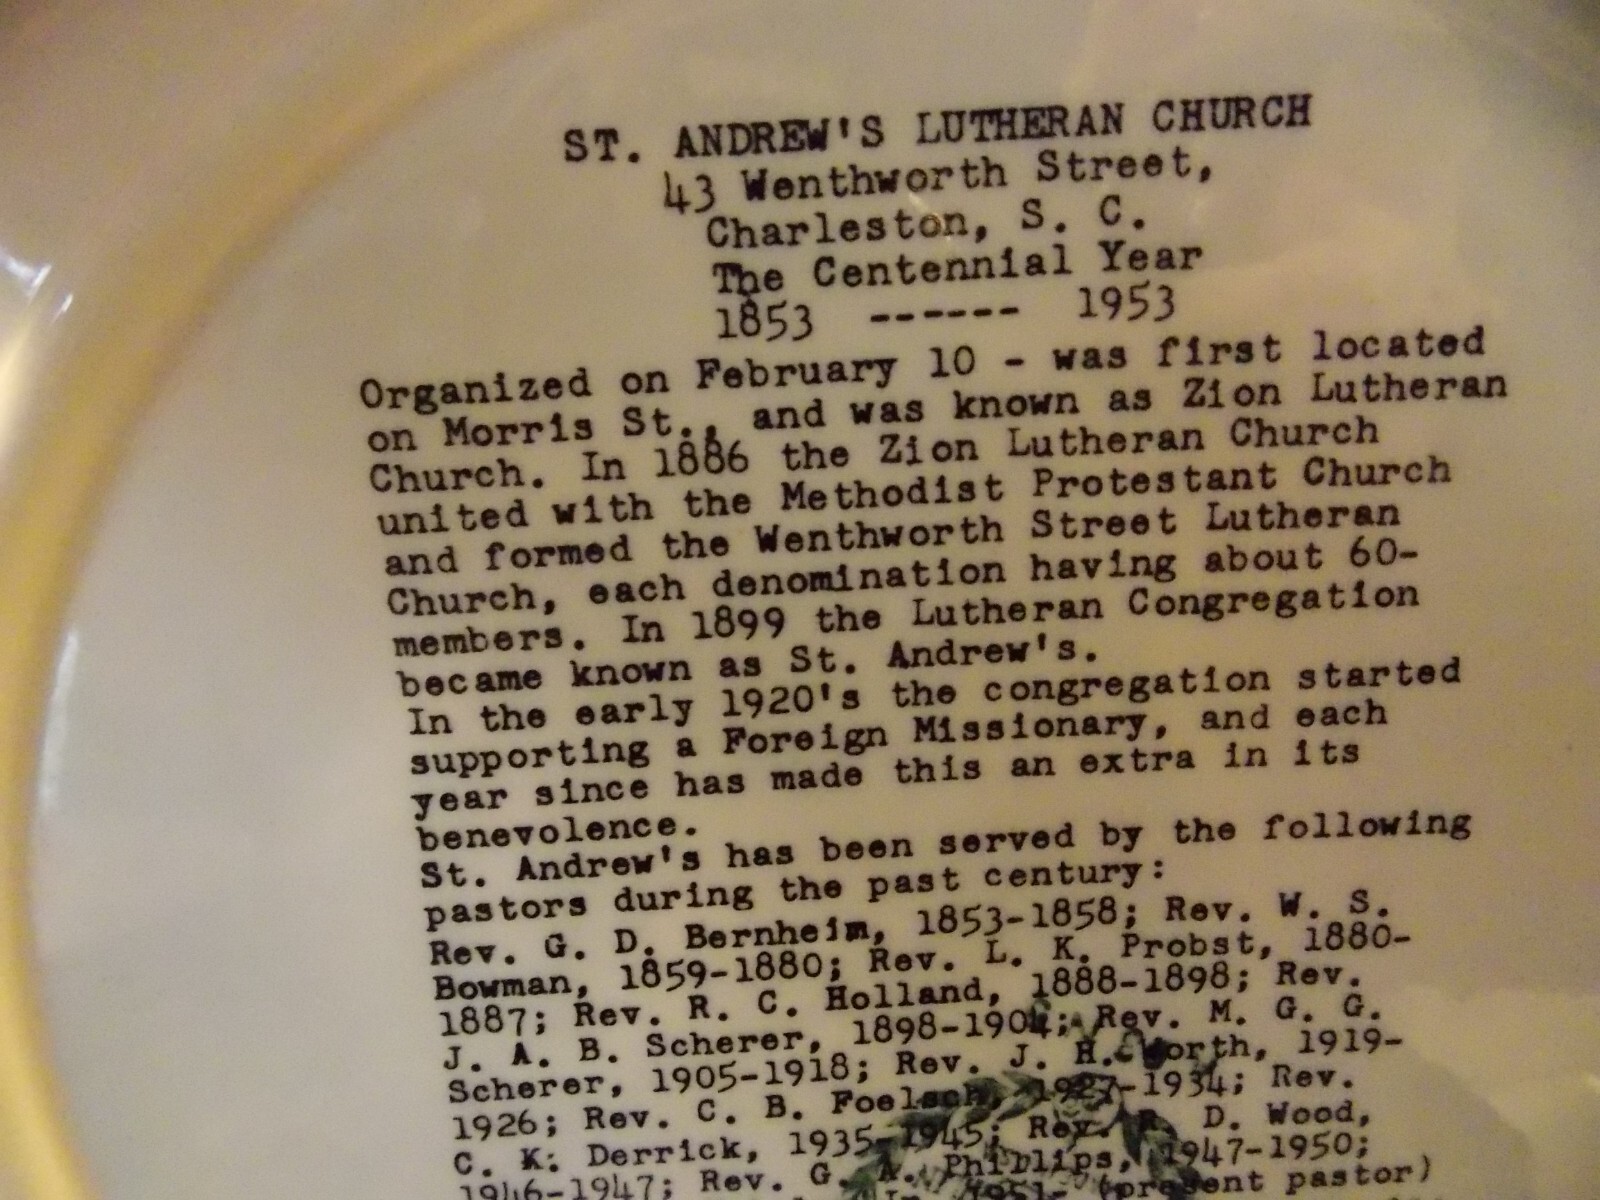 ST. ANDREW'S LUTHERAN CHURCH
43 Wenthworth Street,
Charleston, S. C.
The Centennial Year
1853 ------ 1953
Organized on February 10 - was first located
on Morris St., and was known as Zion Lutheran
Church. In 1886 the Zion Lutheran Church
united with the Methodist Protestant Church
and formed the Wenthworth Street Lutheran
Church, each denomination having about 60-
members. In 1899 the Lutheran Congregation
became known as St. Andrew's.
In the early 1920's the congregation started
supporting a Foreign Missionary, and each
year since has made this an extra in its
benevolence.
St. Andrew's has been served by the following
pastors during the past century:
Rev. G. D. Bernheim, 1853-1858; Rev. W. S.
Bowman, 1859-1880; Rev. L. K. Probst, 1880-
1887; Rev. R. C. Holland, 1888-1898; Rev.
J. A. B. Scherer, 1898-1904; Rev. M. G. G.
Scherer, 1905-1918; Rev. J. H. Worth, 1919-
1926; Rev. C. B. Foelsch, 1927-1934; Rev.
C. K. Derrick, 1935-1945; Rev. D. Wood,
1946-1947; Rev. G. A. Phillips, 1947-1950;
1951- (present pastor)